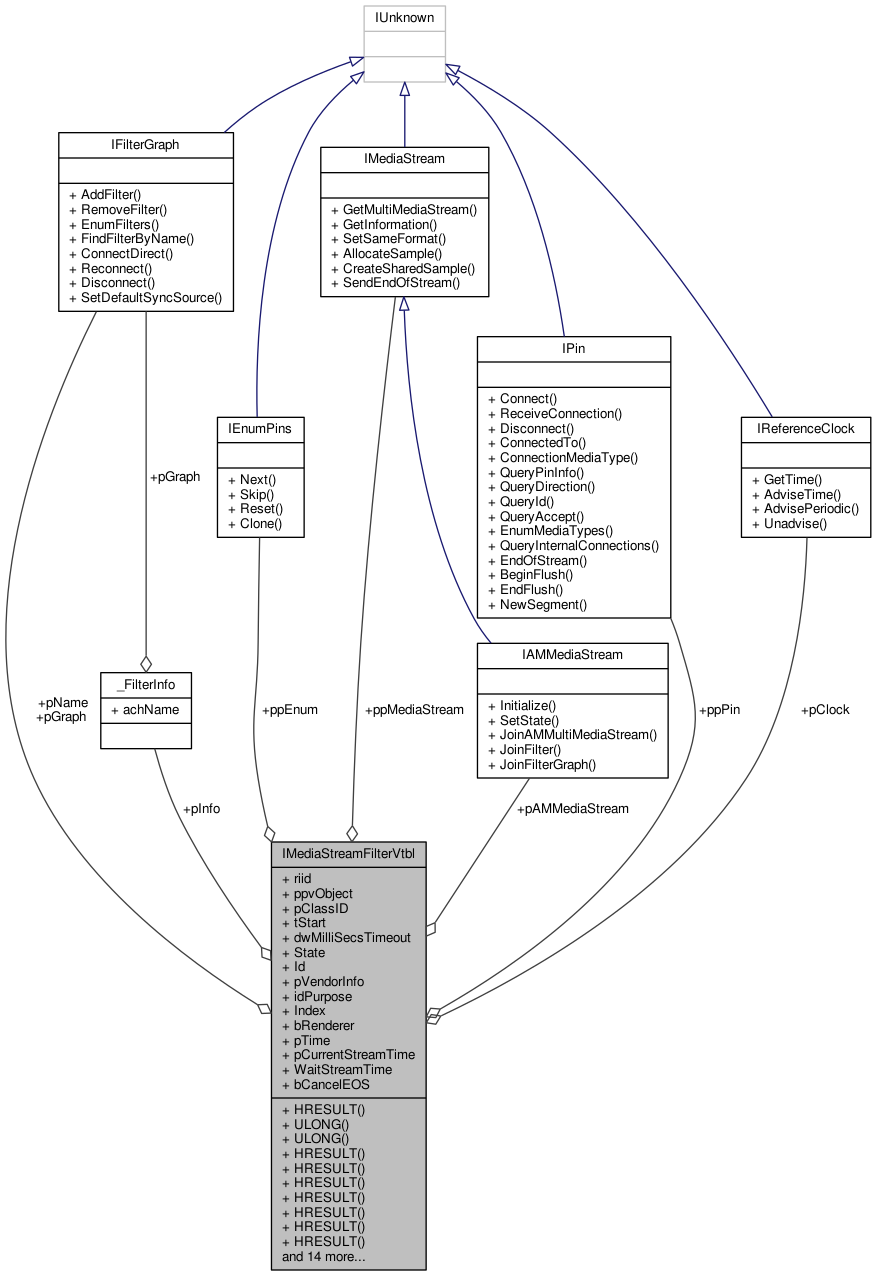 IUnknown
IFilterGraph
+ AddFilter()
+ RemoveFilter()
+ EnumFilters()
+ FindFilterByName()
+ ConnectDirect()
+ Reconnect()
+ Disconnect()
+ SetDefaultSyncSource()
IMediaStream
+ GetMultiMediaStream()
+ GetInformation()
+ SetSameFormat()
+ AllocateSample()
+ CreateSharedSample()
+ SendEndOfStream()
IPin
+ Connect()
+ ReceiveConnection()
+ Disconnect()
+ ConnectedTo()
+ ConnectionMediaType()
+ QueryPinInfo()
+ QueryDirection()
+ QueryId()
+ QueryAccept()
+ EnumMediaTypes()
+ QueryInternalConnections()
+ EndOfStream()
+ BeginFlush()
+ EndFlush()
+ NewSegment()
IEnumPins
+ Next()
+ Skip()
+ Reset()
+ Clone()
IReferenceClock
+ GetTime()
+ AdviseTime()
+ AdvisePeriodic()
+ Unadvise()
+pGraph
_FilterInfo
+ achName
IAMMediaStream
+ Initialize()
+ SetState()
+ JoinAMMultiMediaStream()
+ JoinFilter()
+ JoinFilterGraph()
+pName
+pGraph
+ppEnum
+ppMediaStream
+ppPin
+pClock
+pInfo
+pAMMediaStream
IMediaStreamFilterVtbl
+ riid
+ ppvObject
+ pClassID
+ tStart
+ dwMilliSecsTimeout
+ State
+ Id
+ pVendorInfo
+ idPurpose
+ Index
+ bRenderer
+ pTime
+ pCurrentStreamTime
+ WaitStreamTime
+ bCancelEOS
+ HRESULT()
+ ULONG()
+ ULONG()
+ HRESULT()
+ HRESULT()
+ HRESULT()
+ HRESULT()
+ HRESULT()
+ HRESULT()
+ HRESULT()
and 14 more...